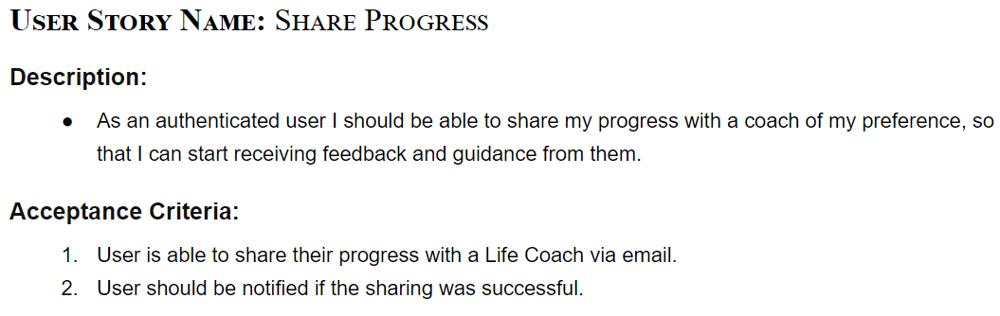 USER STORY NAME: SHARE PROGRESS
Description:
● As an authenticated user I should be able to share my progress with a coach of my preference, so
that I can start receiving feedback and guidance from them.
Acceptance Criteria:
1. User is able to share their progress with a Life Coach via email.
2. User should be notified if the sharing was successful.